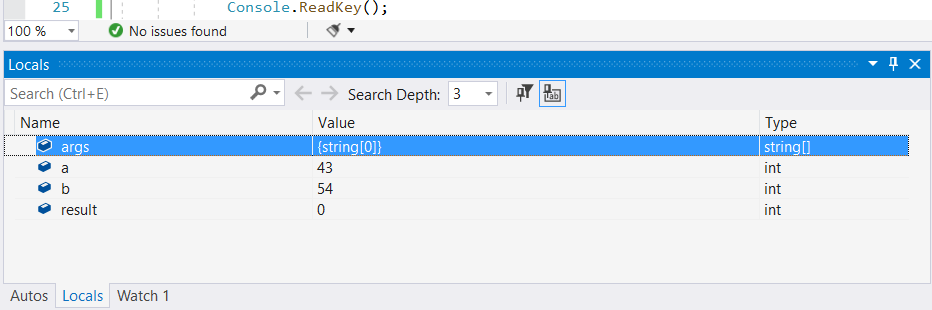 25 Console.ReadKey();
100 % No issues found
Locals
Search (Ctrl+E) Search Depth: 3
Name Value Type
args {string[0]} string[]
a 43 int
b 54 int
result 0 int
Autos Locals Watch 1